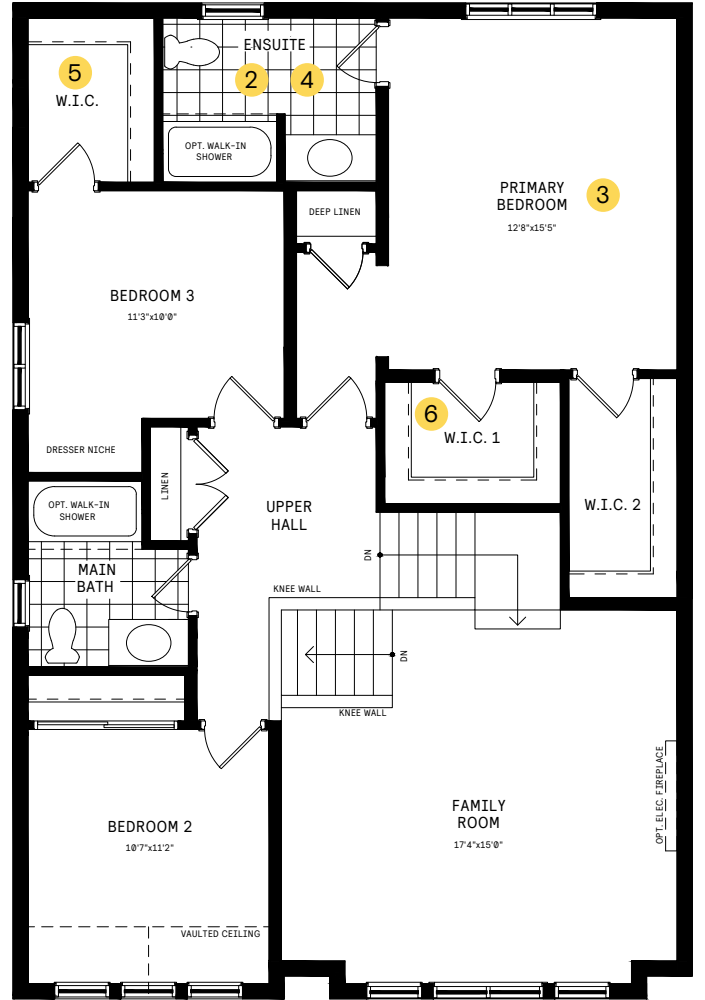 ENSUITE
2
4
5
W.I.C.
OPT. WALK-IN
SHOWER
PRIMARY
BEDROOM
3
12'8"x15'5"
DEEP LINEN
BEDROOM 3
11'3"x10'0"
6
W.I.C. 1
DRESSER NICHE
LINEN
UPPER
HALL
W.I.C. 2
OPT. WALK-IN
SHOWER
DN
MAIN
BATH
KNEE WALL
DN
KNEE WALL
BEDROOM 2
10'7"x11'2"
FAMILY
ROOM
17'4"x15'0"
OPT. ELEC. FIREPLACE
VAULTED CEILING